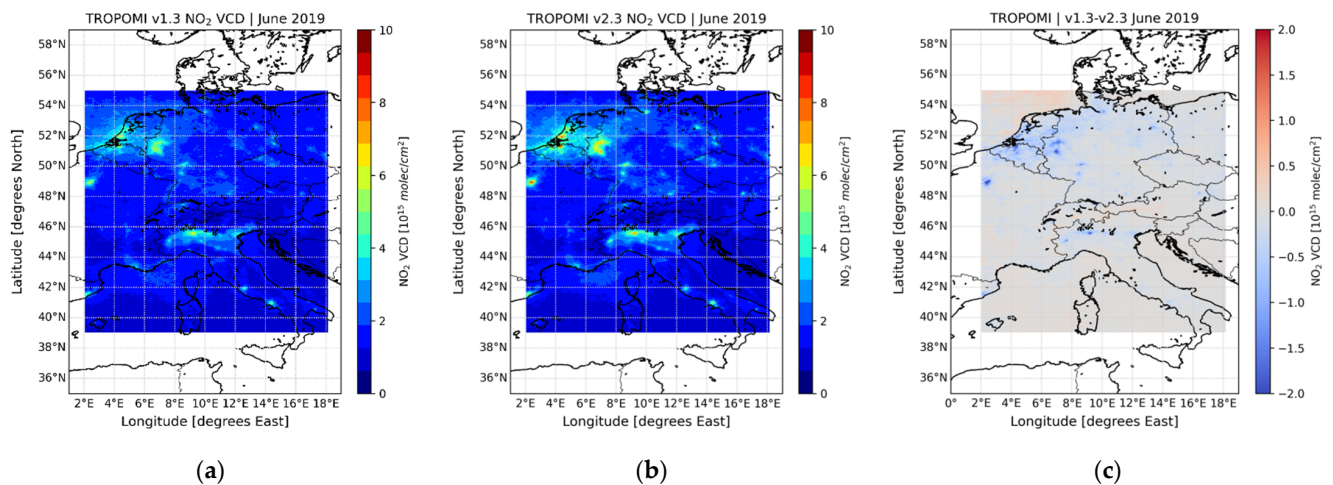 TROPOMI v1.3 NO₂ VCD | June 2019
58°N
56°N
54°N
52°N
50°N
48°N
46°N
44°N
42°N
40°N
38°N
36°N
Latitude [degrees North]
2°E 4°E 6°E 8°E 10°E 12°E 14°E 16°E 18°E
Longitude [degrees East]
10
8
6
4
2
0
NO₂ VCD [10¹⁵ molec/cm²]
(a)
TROPOMI v2.3 NO₂ VCD | June 2019
58°N
56°N
54°N
52°N
50°N
48°N
46°N
44°N
42°N
40°N
38°N
36°N
Latitude [degrees North]
2°E 4°E 6°E 8°E 10°E 12°E 14°E 16°E 18°E
Longitude [degrees East]
10
8
6
4
2
0
NO₂ VCD [10¹⁵ molec/cm²]
(b)
TROPOMI | v1.3-v2.3 June 2019
58°N
56°N
54°N
52°N
50°N
48°N
46°N
44°N
42°N
40°N
38°N
36°N
Latitude [degrees North]
0° 2°E 4°E 6°E 8°E 10°E 12°E 14°E 16°E 18°E
Longitude [degrees East]
2.0
1.5
1.0
0.5
0.0
−0.5
−1.0
−1.5
−2.0
NO₂ VCD [10¹⁵ molec/cm²]
(c)